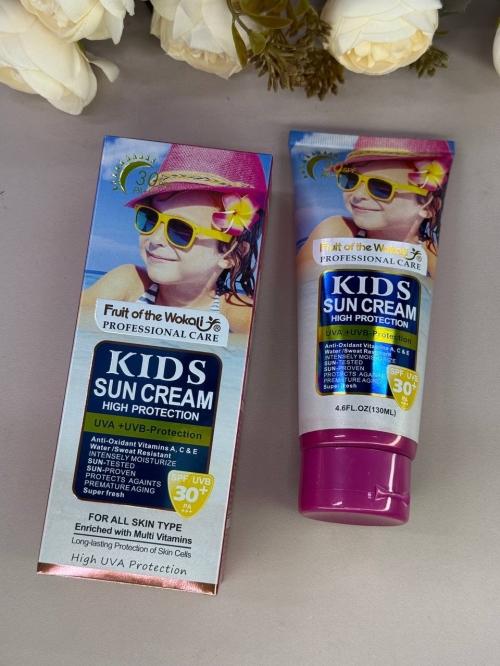 30+
Fruit of the Wokali ®
PROFESSIONAL CARE
KIDS
SUN CREAM
HIGH PROTECTION
UVA +UVB-Protection
Anti-Oxidant Vitamins A, C & E
Water /Sweat Resistant
INTENSELY MOISTURIZE
SUN-TESTED
SUN-PROVEN
PROTECTS AGAINTS
PREMATURE AGING
Super fresh
SPF UVB
30+
PA
+++
FOR ALL SKIN TYPE
Enriched with Multi Vitamins
Long-lasting Protection of Skin Cells
High UVA Protection
Fruit of the Wokali ®
PROFESSIONAL CARE
KIDS
SUN CREAM
HIGH PROTECTION
UVA +UVB-Protection
Anti-Oxidant Vitamins A, C & E
Water /Sweat Resistant
INTENSELY MOISTURIZE
SUN-TESTED
SUN-PROVEN
PROTECTS AGAINTS
PREMATURE AGING
Super fresh
SPF UVB
30+
PA
4.6FL.OZ(130ML)